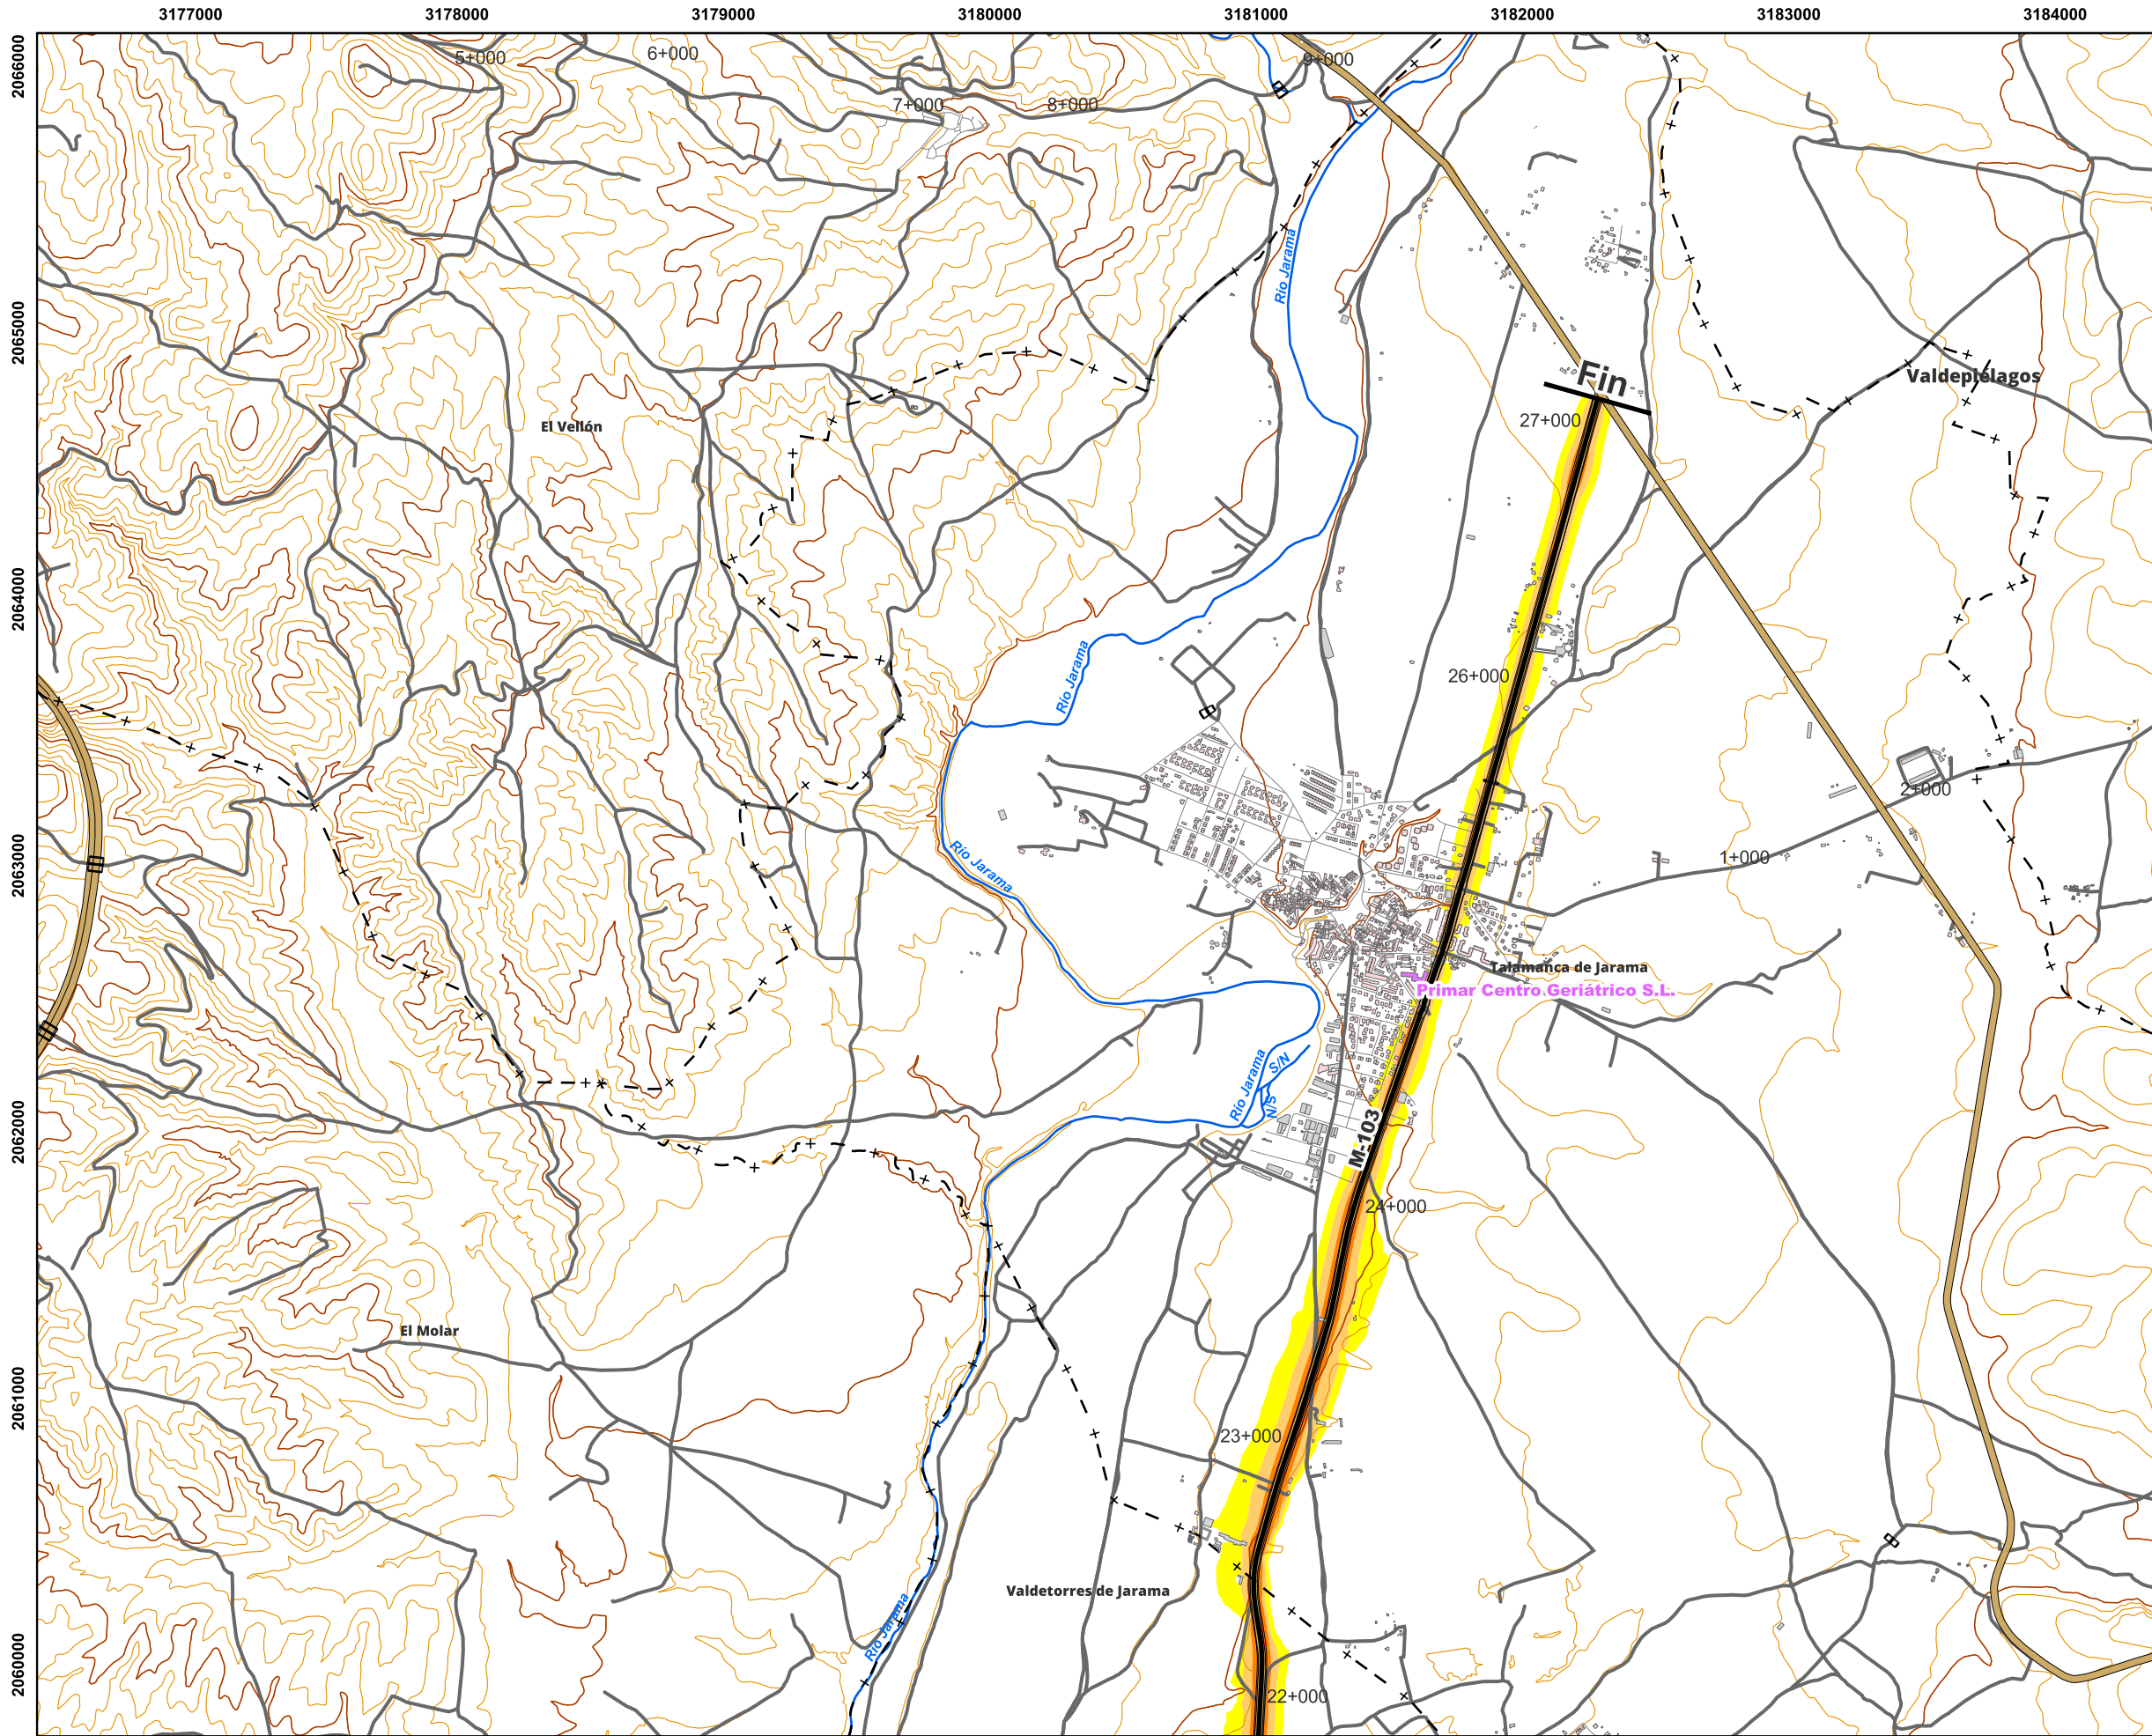 3177000 3178000 3179000 3180000 3181000 3182000 3183000 3184000
2066000
2065000
2064000
2063000
2062000
2061000
2060000
5+000
6+000
7+000
8+000
9+000
Río Jarama
Fin
Valdepiélagos
27+000
El Vellón
Río Jarama
26+000
2+000
Río Jarama
1+000
Talamanca de Jarama
Primar Centro Geriátrico S.L.
Río Jarama
S/N
S/N
M-103
24+000
El Molar
23+000
Valdetorres de Jarama
Río Jarama
22+000